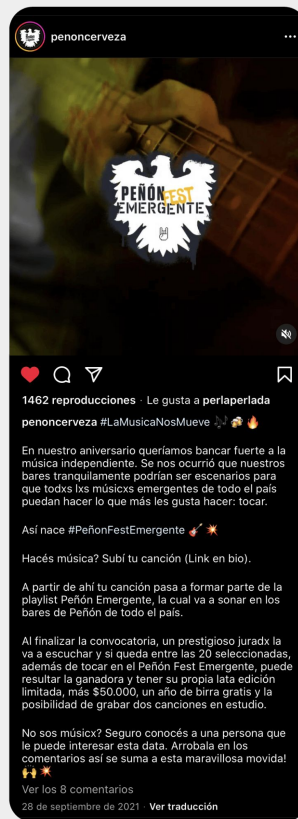 penoncerveza
PEÑÓN FEST
EMERGENTE
1462 reproducciones · Le gusta a perlaperlada
penoncerveza #LaMusicaNosMueve 🎶 🍻 🔥
En nuestro aniversario queríamos bancar fuerte a la
música independiente. Se nos ocurrió que nuestros
bares tranquilamente podrían ser escenarios para
que todxs lxs músicxs emergentes de todo el país
puedan hacer lo que más les gusta hacer: tocar.
Así nace #PeñonFestEmergente 🎸 💥
Hacés música? Subí tu canción (Link en bio).
A partir de ahí tu canción pasa a formar parte de la
playlist Peñón Emergente, la cual va a sonar en los
bares de Peñón de todo el país.
Al finalizar la convocatoria, un prestigioso juradx la
va a escuchar y si queda entre las 20 seleccionadas,
además de tocar en el Peñón Fest Emergente, puede
resultar la ganadora y tener su propia lata edición
limitada, más $50.000, un año de birra gratis y la
posibilidad de grabar dos canciones en estudio.
No sos músicx? Seguro conocés a una persona que
le puede interesar esta data. Arrobala en los
comentarios así se suma a esta maravillosa movida!
🙌 💥
Ver los 8 comentarios
28 de septiembre de 2021 · Ver traducción